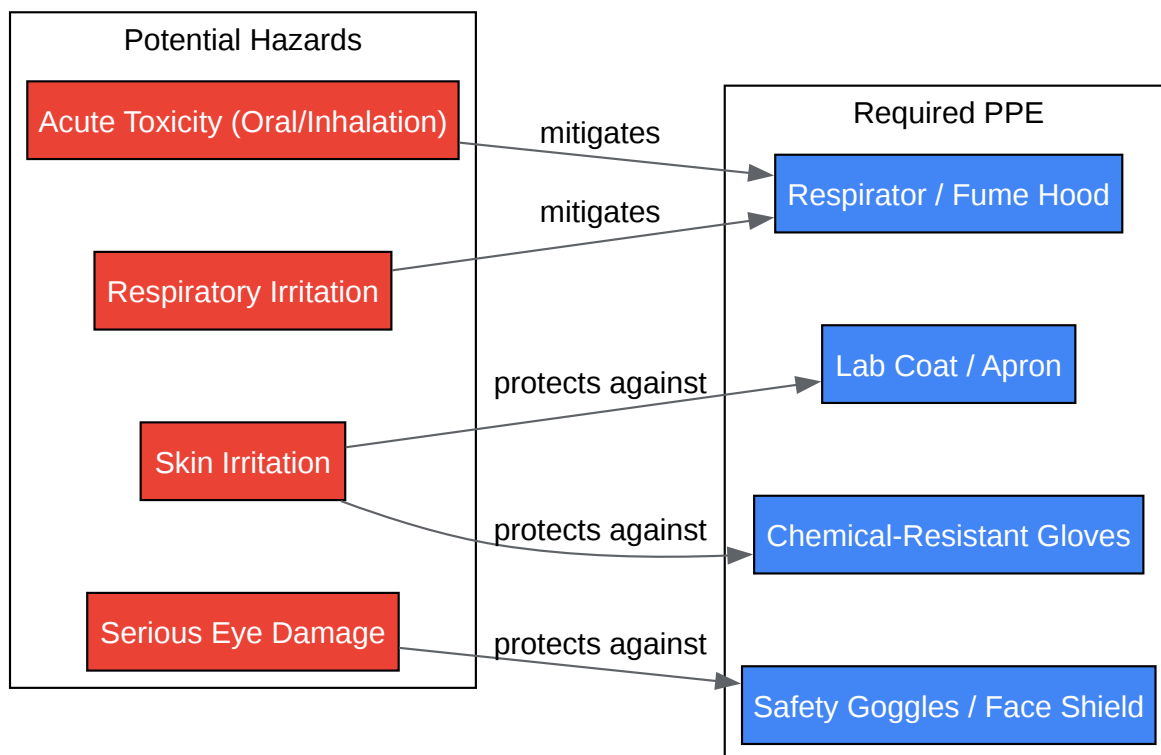 Potential Hazards
Acute Toxicity (Oral/Inhalation)
Respiratory Irritation
Skin Irritation
Serious Eye Damage
mitigates
mitigates
protects against
protects against
protects against
Required PPE
Respirator / Fume Hood
Lab Coat / Apron
Chemical-Resistant Gloves
Safety Goggles / Face Shield